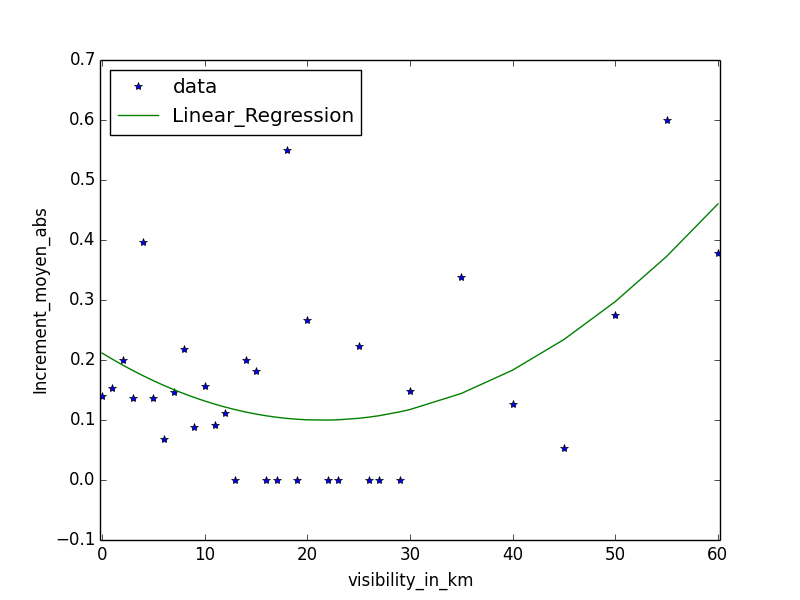 0.7
0.6
0.5
0.4
0.3
0.2
0.1
0.0
−0.1
Increment_moyen_abs
data
Linear_Regression
0 10 20 30 40 50 60
visibility_in_km